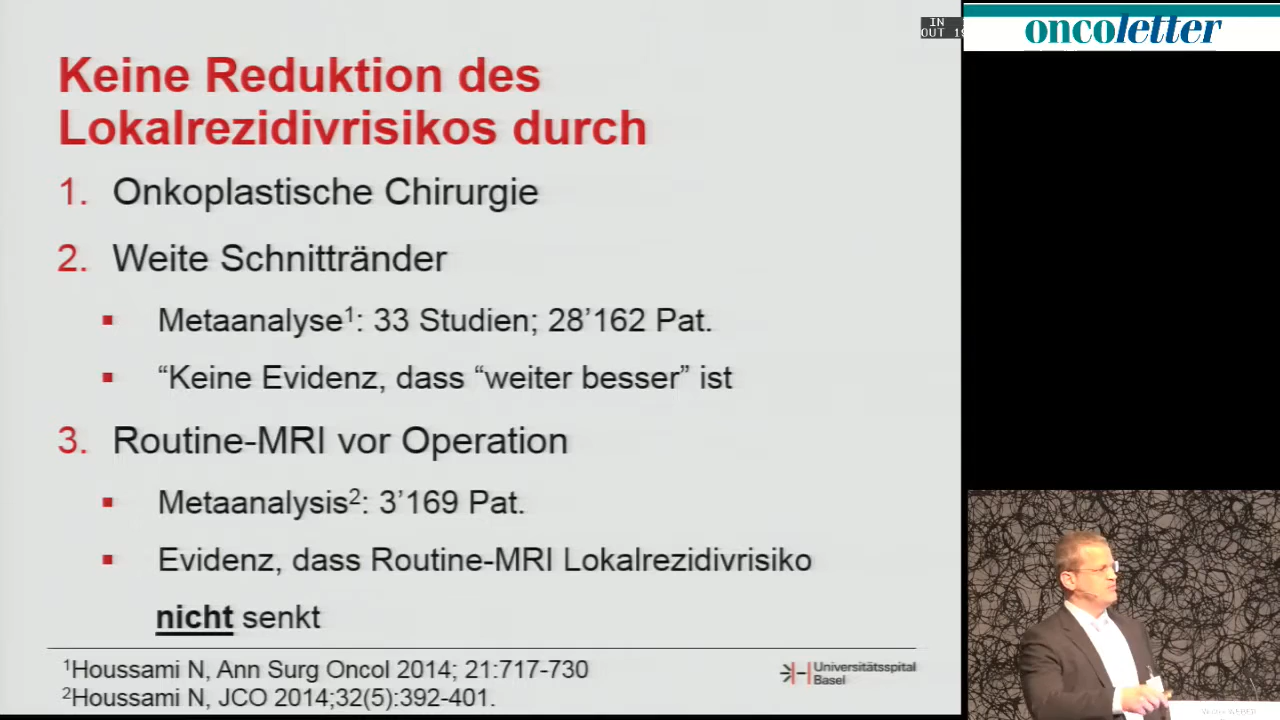 IN
OUT
oncoletter
Keine Reduktion des
Lokalrezidivrisikos durch
1. Onkoplastische Chirurgie
2. Weite Schnittränder
▪ Metaanalyse¹: 33 Studien; 28’162 Pat.
▪ “Keine Evidenz, dass “weiter besser” ist
3. Routine-MRI vor Operation
▪ Metaanalysis²: 3’169 Pat.
▪ Evidenz, dass Routine-MRI Lokalrezidivrisiko
nicht senkt
¹Houssami N, Ann Surg Oncol 2014; 21:717-730
²Houssami N, JCO 2014;32(5):392-401.
Universitätsspital
Basel